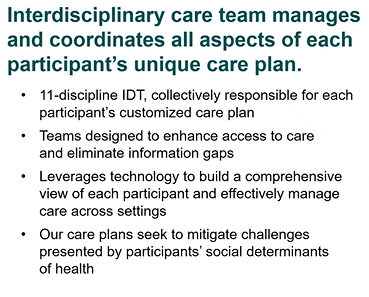 Interdisciplinary care team manages
and coordinates all aspects of each
participant's unique care plan.
• 11-discipline IDT, collectively responsible for each
participant's customized care plan
• Teams designed to enhance access to care
and eliminate information gaps
• Leverages technology to build a comprehensive
view of each participant and effectively manage
care across settings
• Our care plans seek to mitigate challenges
presented by participants' social determinants
of health